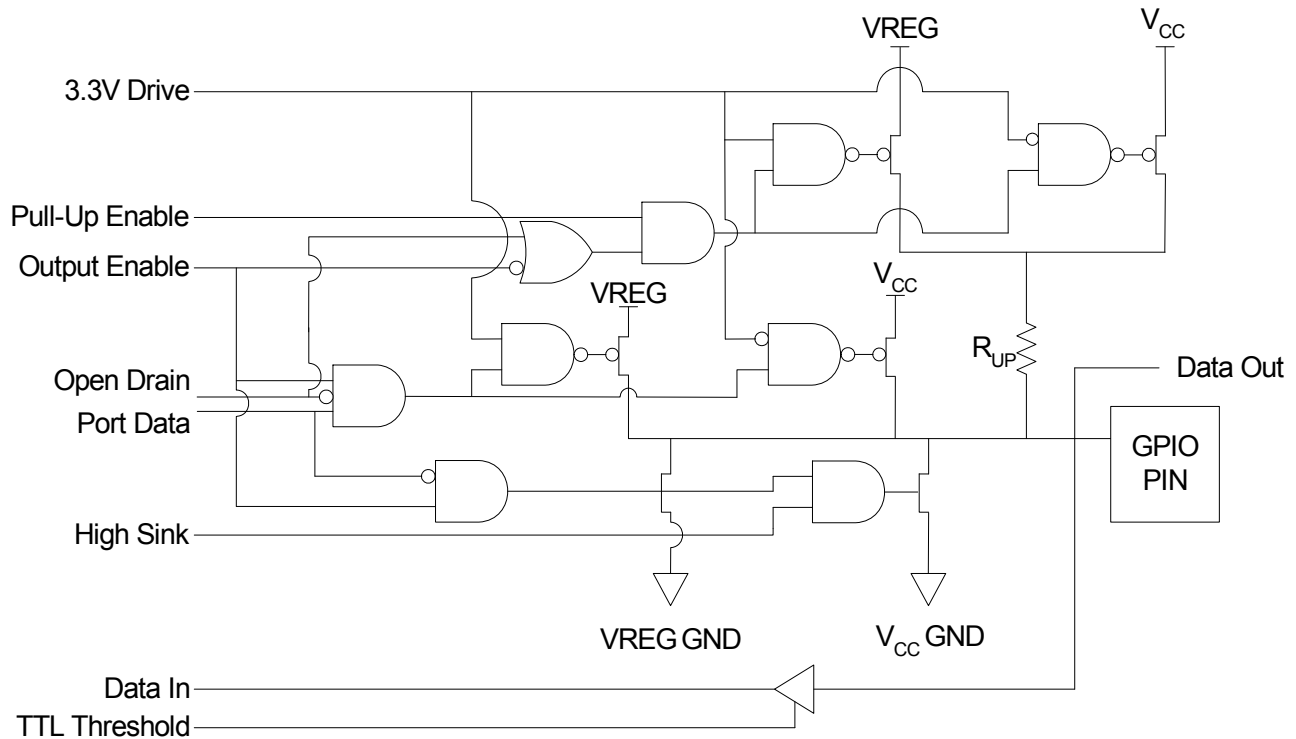 VREG
VCC
3.3V Drive
Pull-Up Enable
Output Enable
VREG
VCC
RUP
Open Drain
Port Data
Data Out
GPIO
PIN
High Sink
VREG GND
VCC GND
Data In
TTL Threshold